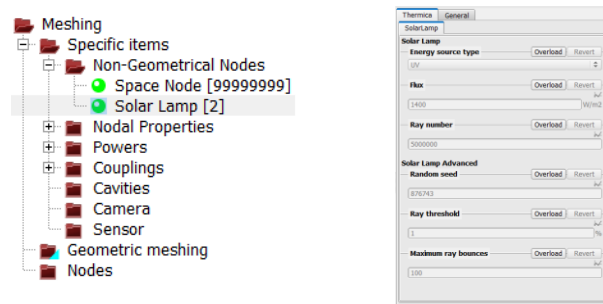 Meshing
Specific items
Non-Geometrical Nodes
Space Node [99999999]
Solar Lamp [2]
Nodal Properties
Powers
Couplings
Cavities
Camera
Sensor
Geometric meshing
Nodes
Thermica General
SolarLamp
Solar Lamp
Energy source type Overload Revert
UV
Flux Overload Revert
1400 W/m2
Ray number Overload Revert
5000000
Solar Lamp Advanced
Random seed Overload Revert
876743
Ray threshold Overload Revert
1 %
Maximum ray bounces Overload Revert
100